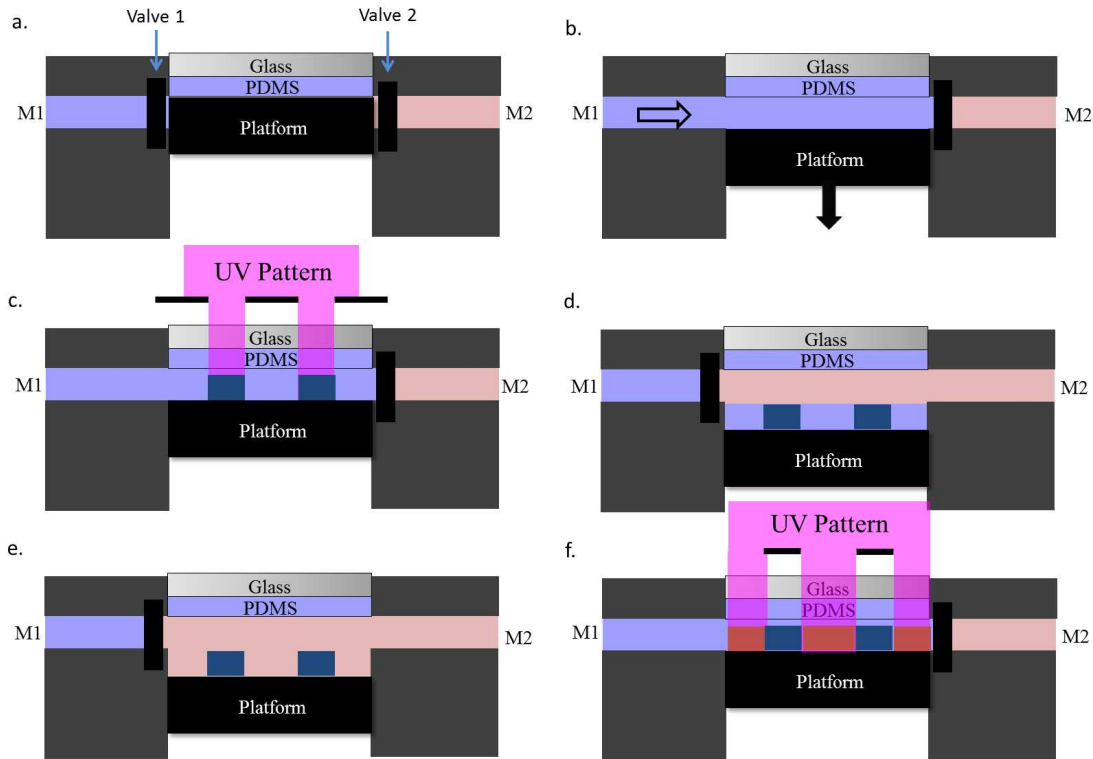 a.
Valve 1
Valve 2
Glass
PDMS
M1
Platform
M2
b.
Glass
PDMS
M1
M2
Platform
c.
UV Pattern
Glass
PDMS
M1
M2
Platform
d.
Glass
PDMS
M1
M2
Platform
e.
Glass
PDMS
M1
M2
Platform
f.
UV Pattern
Glass
PDMS
M1
M2
Platform